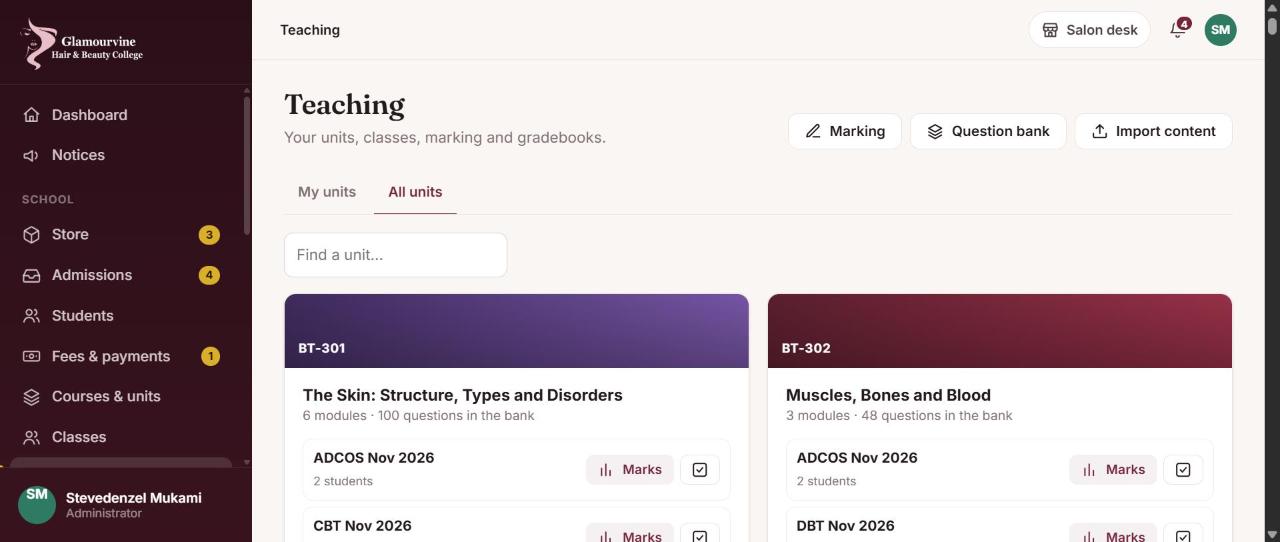 Glamourvine
Hair & Beauty College
Dashboard
Notices
SCHOOL
Store 3
Admissions 4
Students
Fees & payments 1
Courses & units
Classes
SM
Stevedenzel Mukami
Administrator
Teaching
Salon desk
4
SM
Teaching
Your units, classes, marking and gradebooks.
Marking
Question bank
Import content
My units
All units
Find a unit...
BT-301
The Skin: Structure, Types and Disorders
6 modules · 100 questions in the bank
ADCOS Nov 2026
2 students
Marks
CBT Nov 2026
Marks
BT-302
Muscles, Bones and Blood
3 modules · 48 questions in the bank
ADCOS Nov 2026
2 students
Marks
DBT Nov 2026
Marks